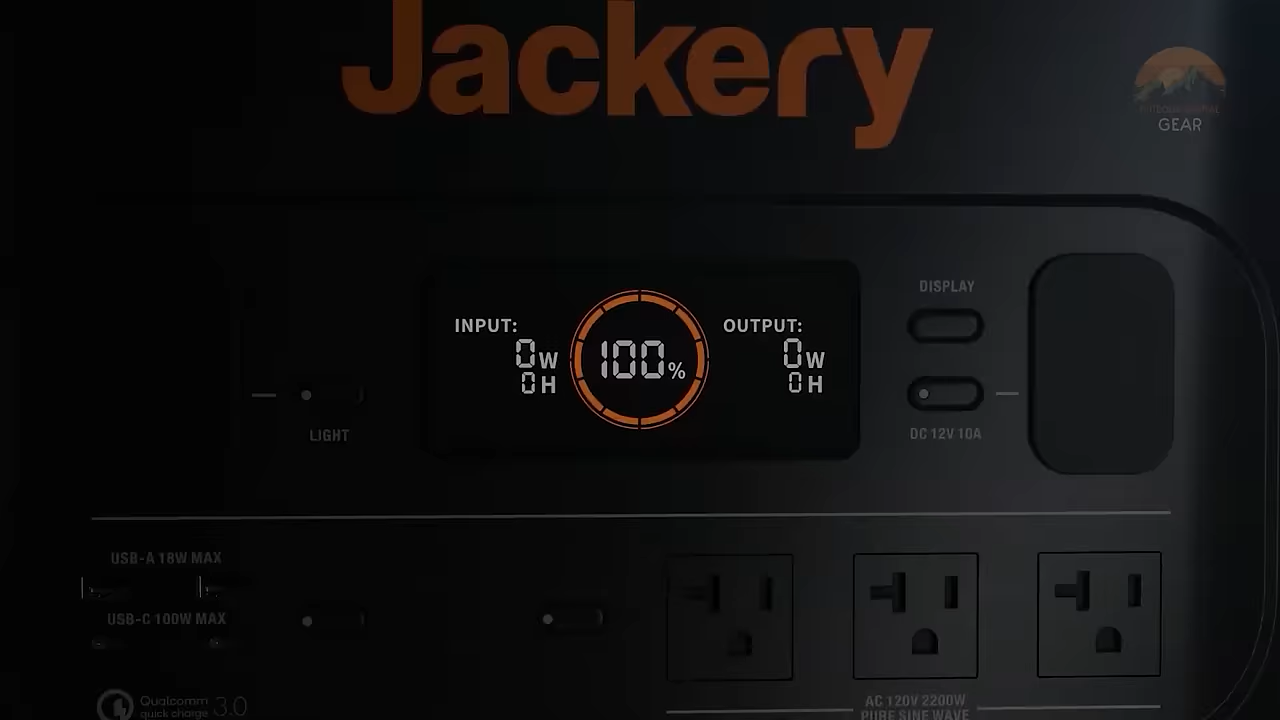 Jackery
GEAR
DISPLAY
INPUT:
0W
0H
100%
OUTPUT:
0W
0H
DC 12V 10A
LIGHT
USB-A 18W MAX
USB-C 100W MAX
Qualcomm
quick charge 3.0
AC 120V 2200W
PURE SINE WAVE